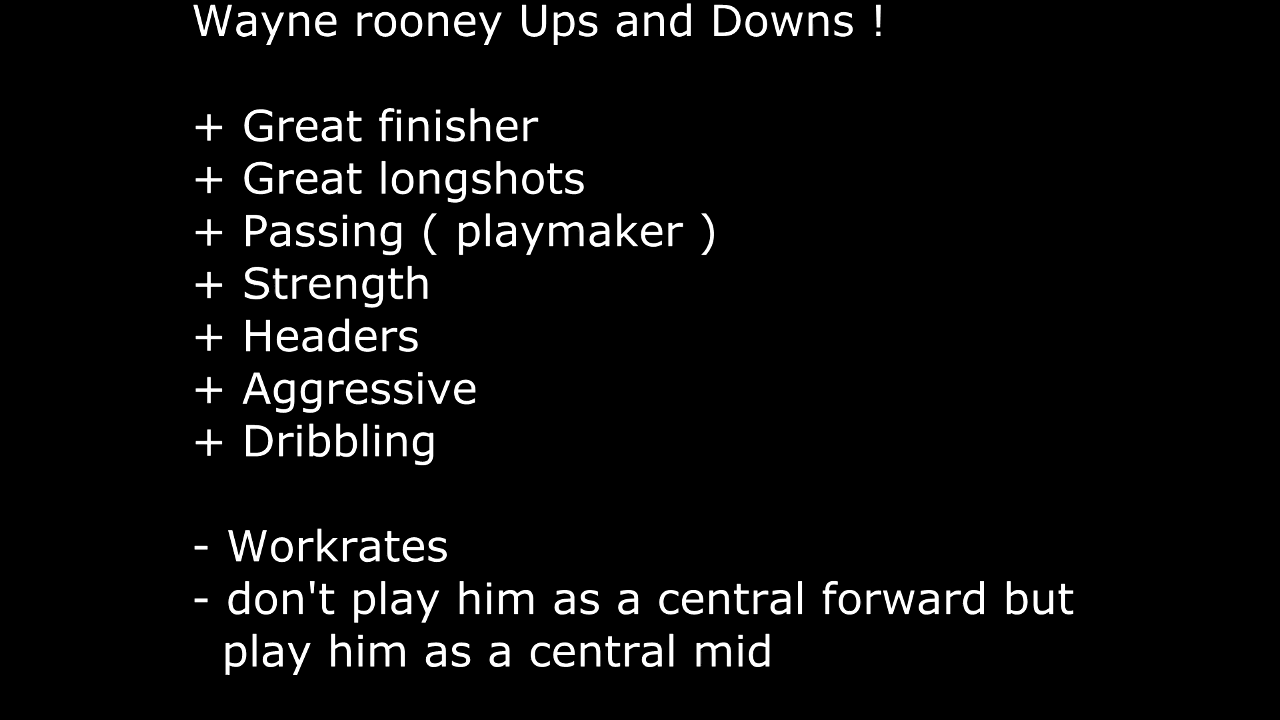 Wayne rooney Ups and Downs !
+ Great finisher
+ Great longshots
+ Passing ( playmaker )
+ Strength
+ Headers
+ Aggressive
+ Dribbling
- Workrates
- don't play him as a central forward but
play him as a central mid